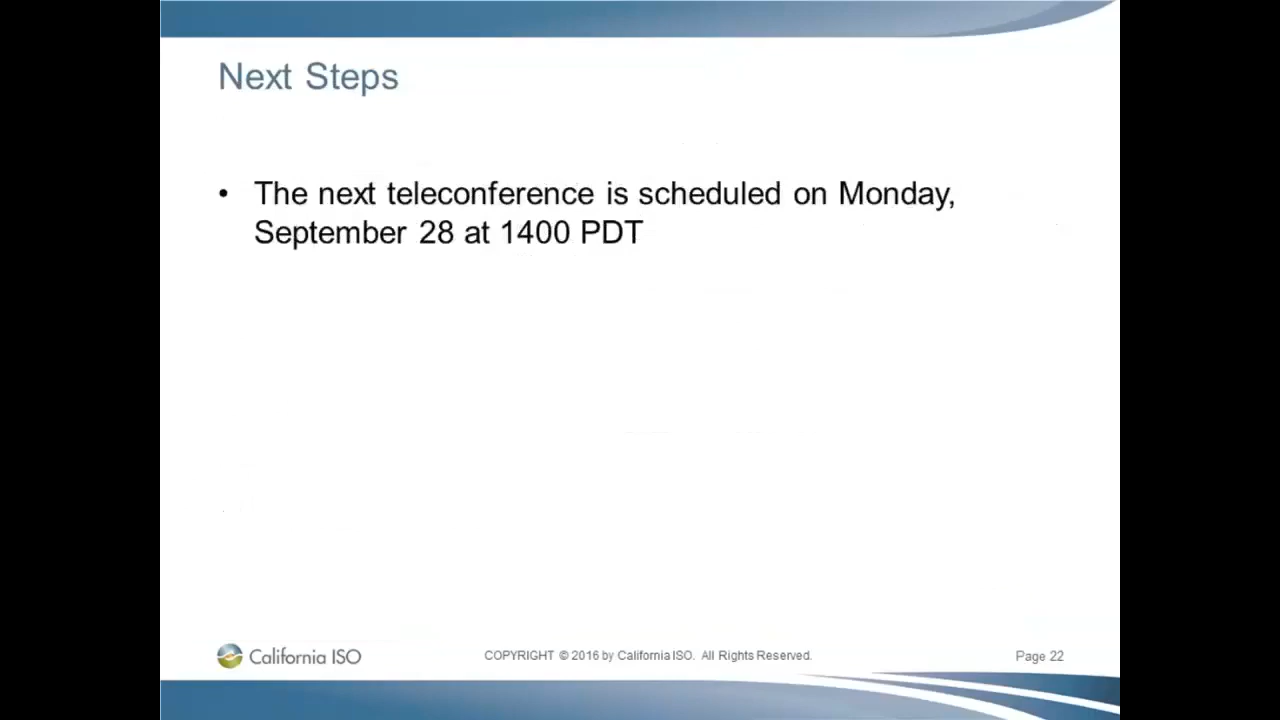 Next Steps
• The next teleconference is scheduled on Monday,
September 28 at 1400 PDT
California ISO
COPYRIGHT © 2016 by California ISO. All Rights Reserved.
Page 22